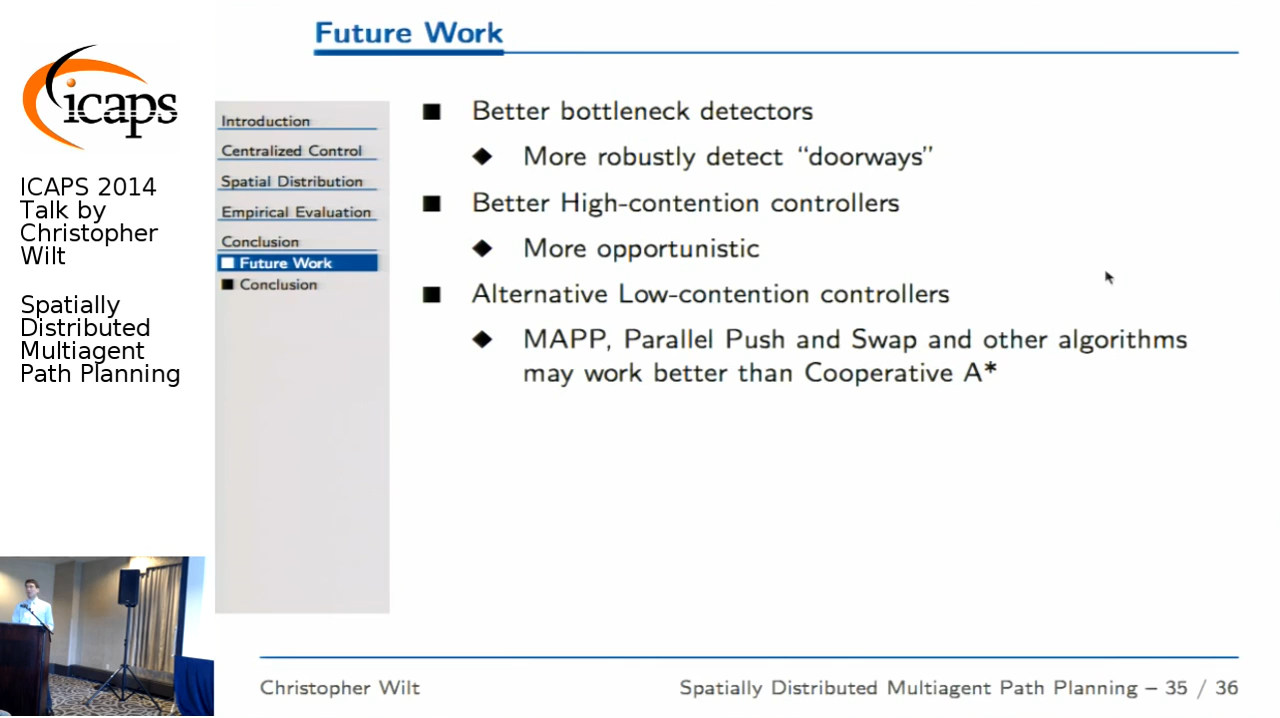 icaps
ICAPS 2014
Talk by
Christopher
Wilt
Spatially
Distributed
Multiagent
Path Planning
Future Work
Introduction
Centralized Control
Spatial Distribution
Empirical Evaluation
Conclusion
Future Work
Conclusion
Better bottleneck detectors
More robustly detect “doorways”
Better High-contention controllers
More opportunistic
Alternative Low-contention controllers
MAPP, Parallel Push and Swap and other algorithms
may work better than Cooperative A*
Christopher Wilt
Spatially Distributed Multiagent Path Planning – 35 / 36